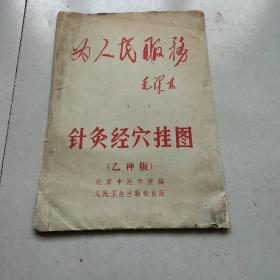 为人民服务
毛泽东
针灸经穴挂图
(乙种版)
北京中医学院编
人民卫生出版社出版